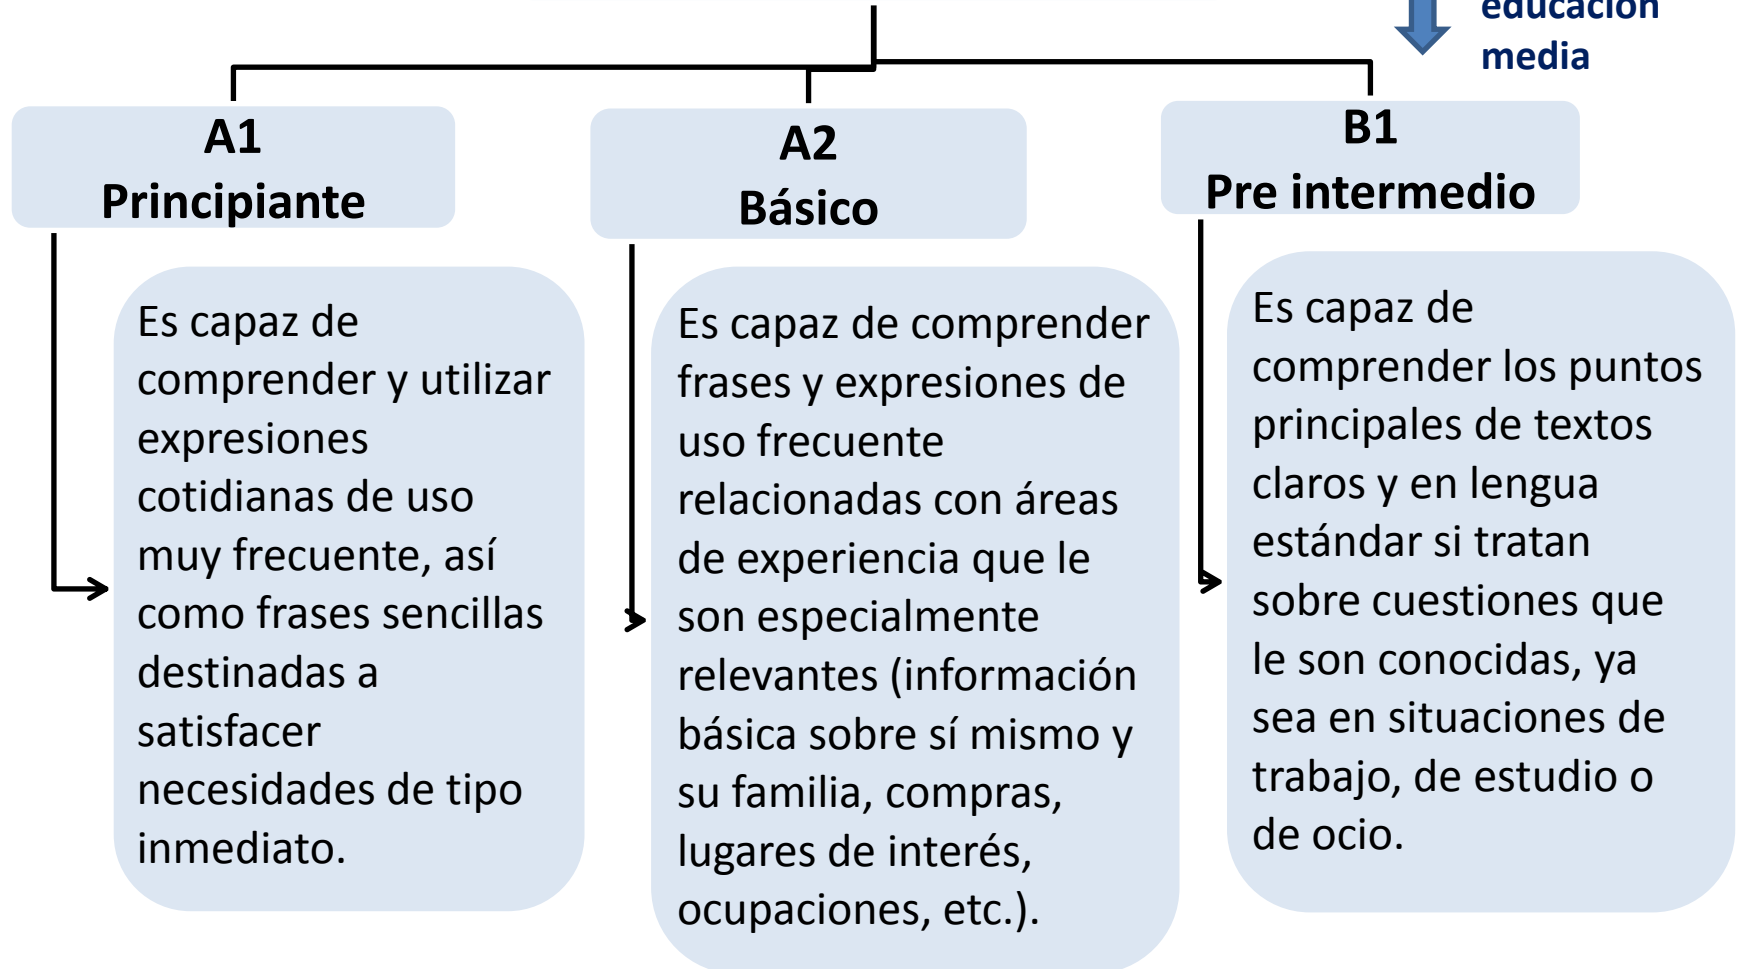 educación
media
A1
Principiante
A2
Básico
B1
Pre intermedio
Es capaz de
comprender y utilizar
expresiones
cotidianas de uso
muy frecuente, así
como frases sencillas
destinadas a
satisfacer
necesidades de tipo
inmediato.
Es capaz de comprender
frases y expresiones de
uso frecuente
relacionadas con áreas
de experiencia que le
son especialmente
relevantes (información
básica sobre sí mismo y
su familia, compras,
lugares de interés,
ocupaciones, etc.).
Es capaz de
comprender los puntos
principales de textos
claros y en lengua
estándar si tratan
sobre cuestiones que
le son conocidas, ya
sea en situaciones de
trabajo, de estudio o
de ocio.